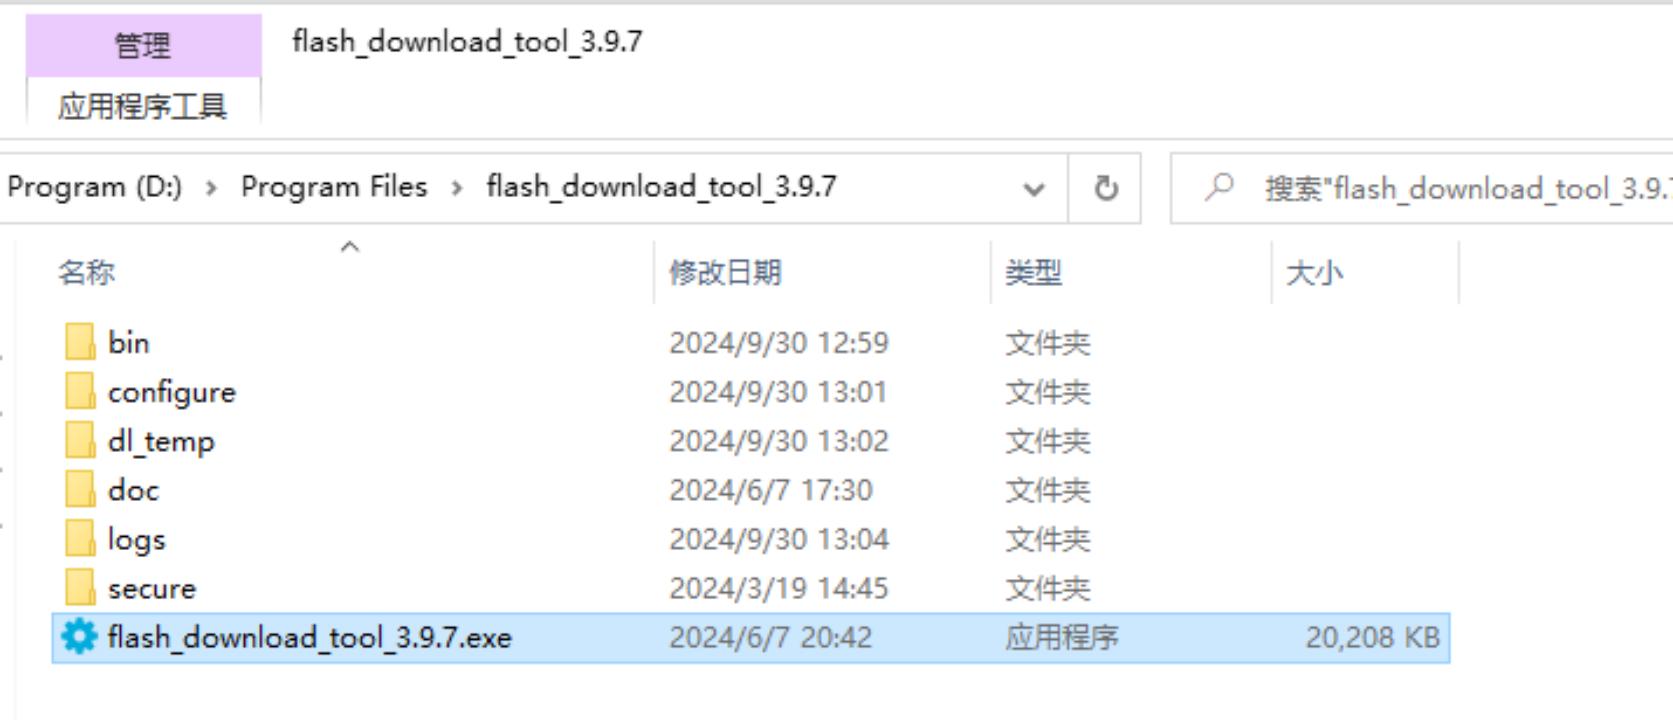 管理 flash_download_tool_3.9.7
应用程序工具
Program (D:) > Program Files > flash_download_tool_3.9.7 搜索"flash_download_tool_3.9.7
名称 修改日期 类型 大小
bin 2024/9/30 12:59 文件夹
configure 2024/9/30 13:01 文件夹
dl_temp 2024/9/30 13:02 文件夹
doc 2024/6/7 17:30 文件夹
logs 2024/9/30 13:04 文件夹
secure 2024/3/19 14:45 文件夹
flash_download_tool_3.9.7.exe 2024/6/7 20:42 应用程序 20,208 KB